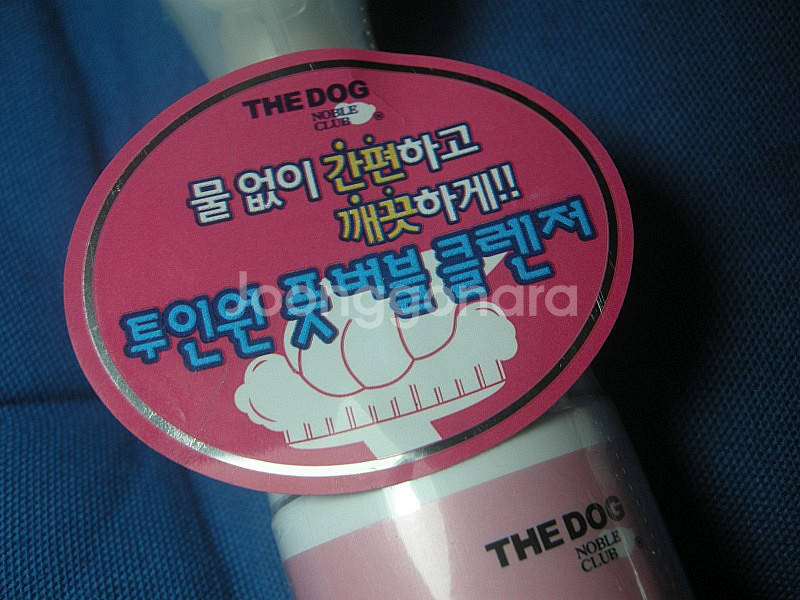 THE DOG
NOBLE
CLUB ®
물 없이 간편하고
깨끗하게!!
투인원 풋버블클렌저
Joonggonara
THE DOG
NOBLE
CLUB